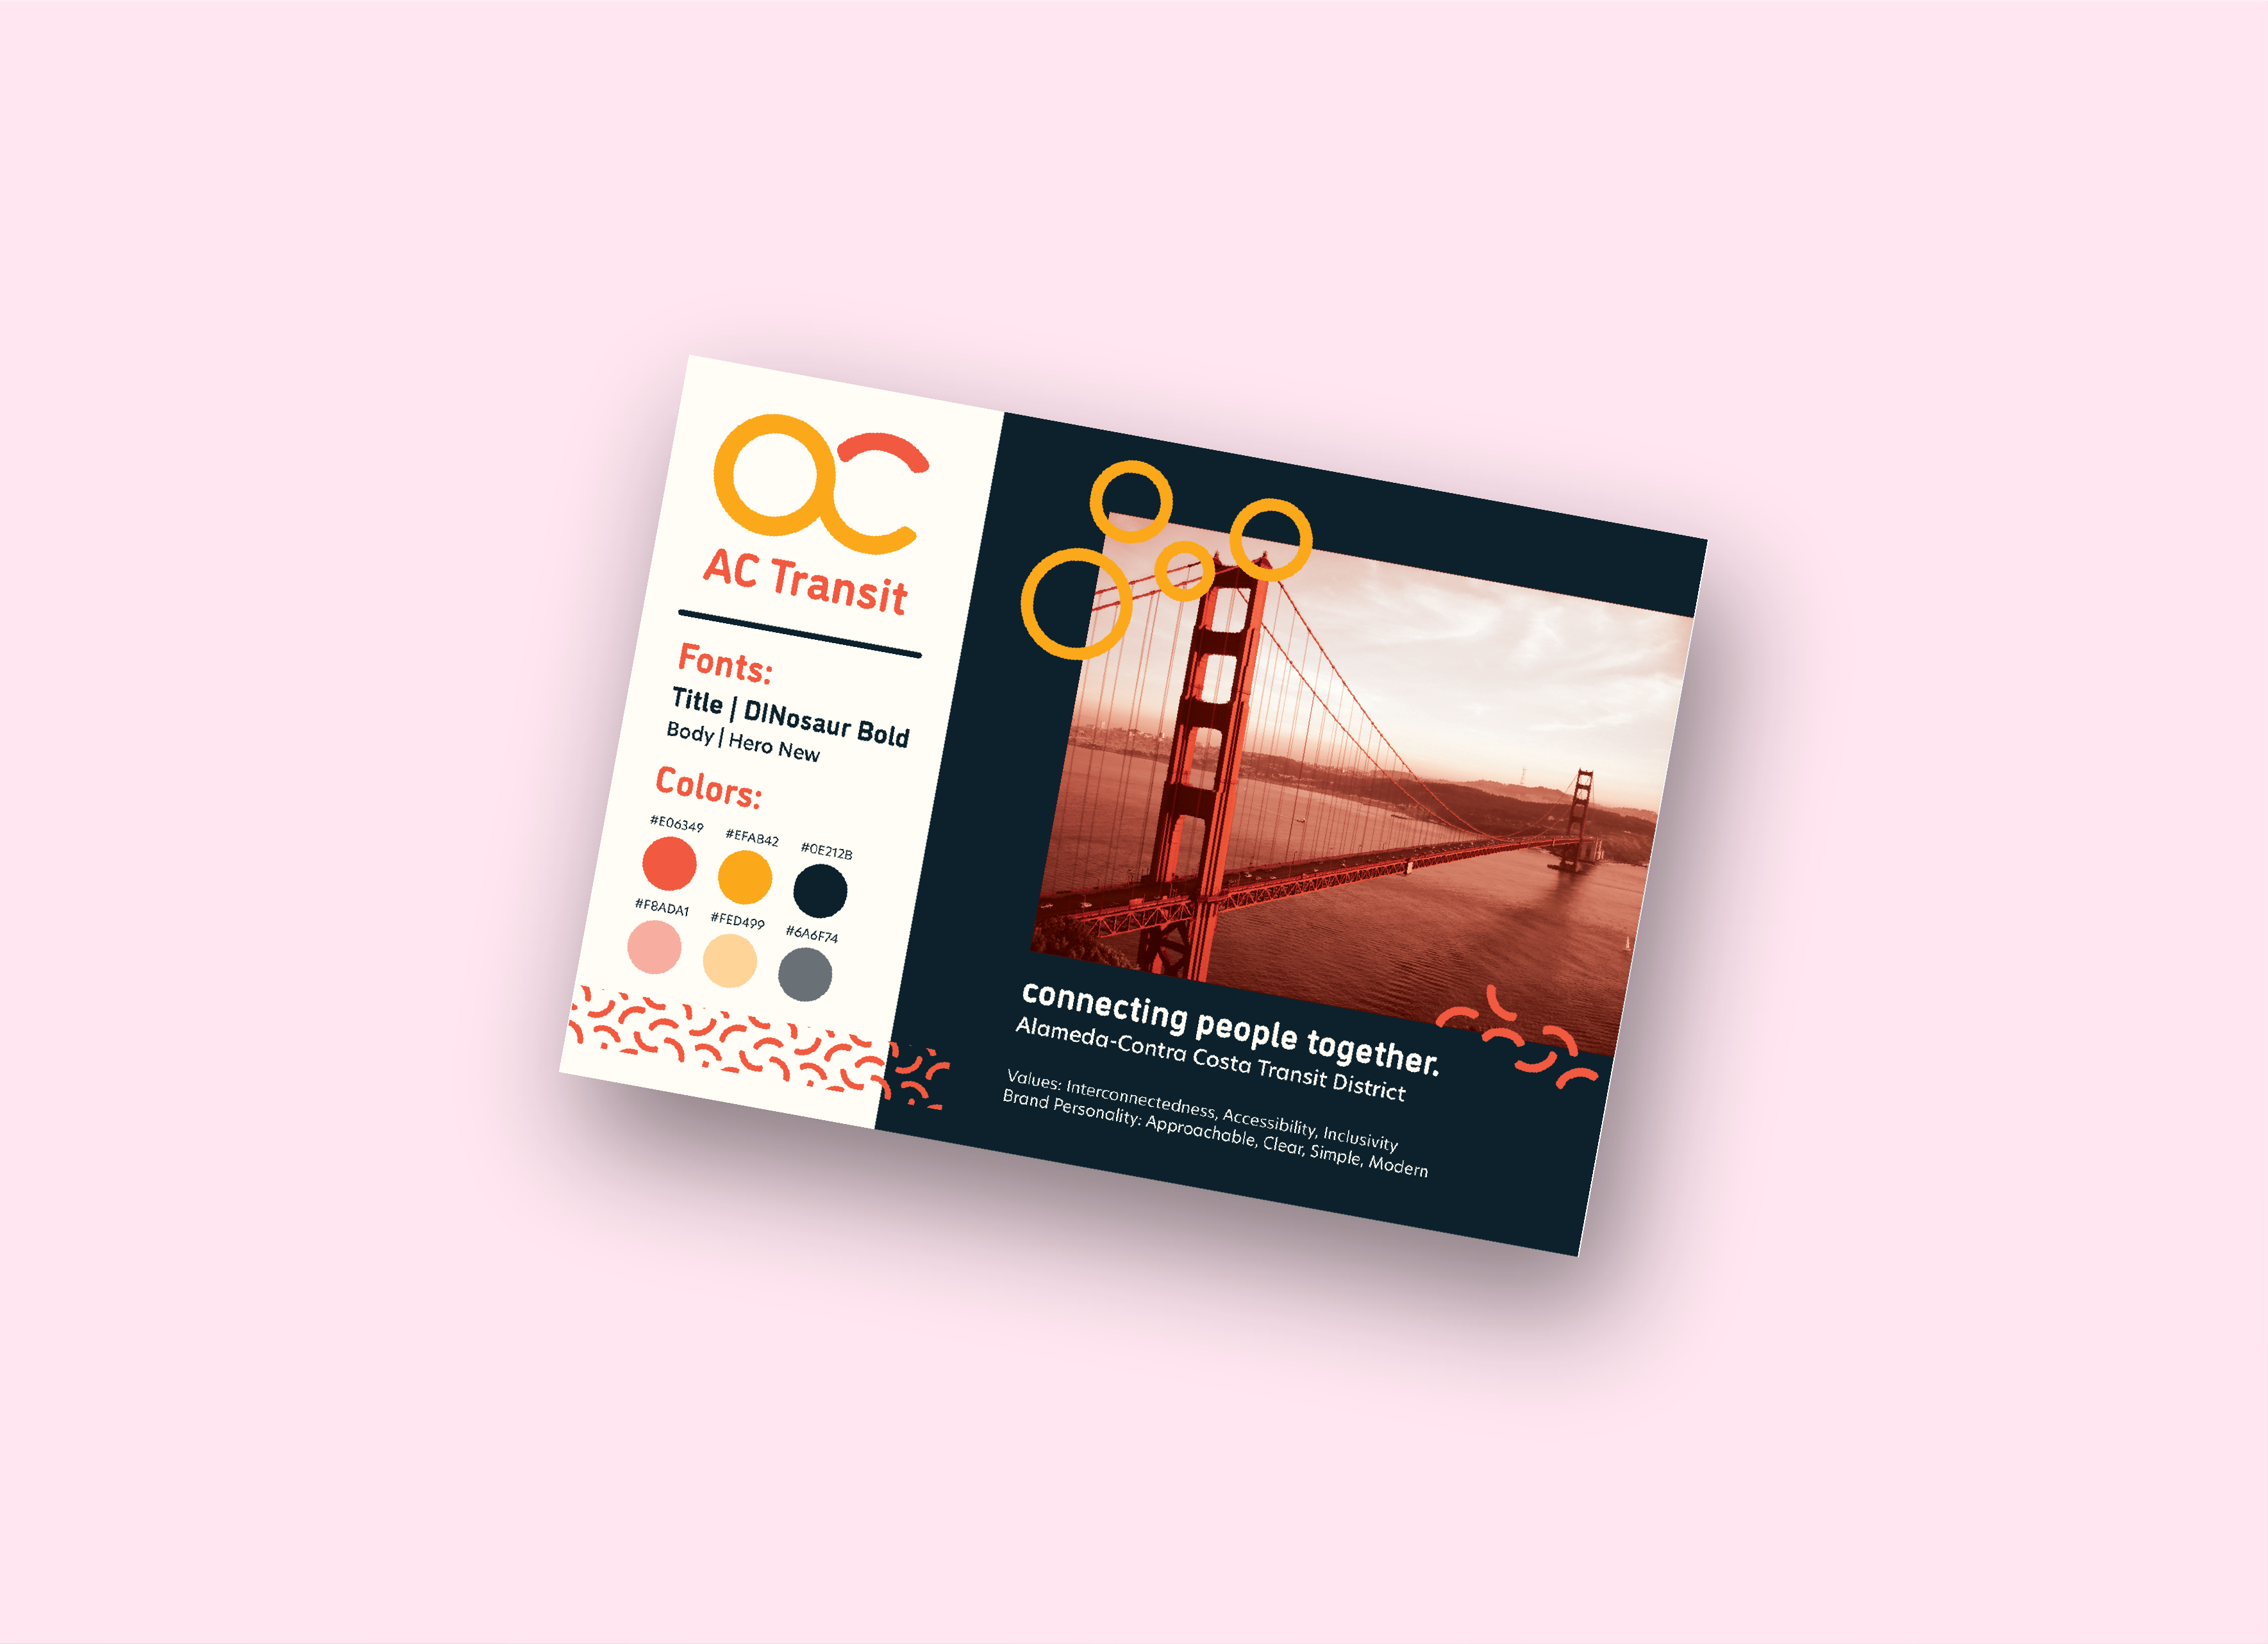 ac
AC Transit
Fonts:
Title | DINosaur Bold
Body | Hero New
Colors:
#E06349 #EFAB42 #0E212B
#F8ADA1 #FED499 #6A6F74
connecting people together.
Alameda-Contra Costa Transit District
Values: Interconnectedness, Accessibility, Inclusivity
Brand Personality: Approachable, Clear, Simple, Modern